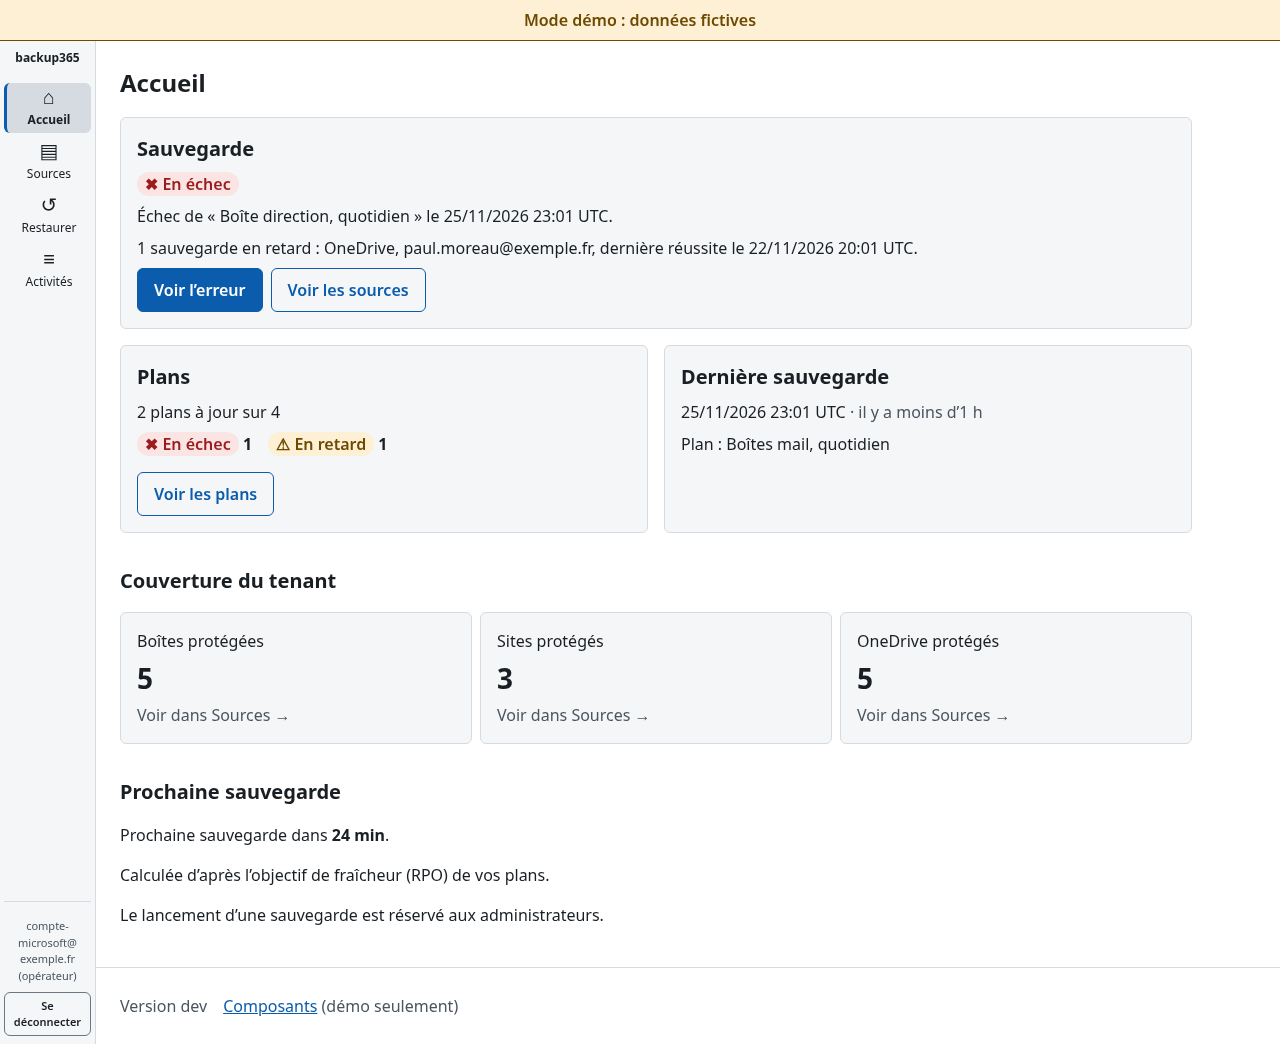 Mode démo : données fictives
backup365
Accueil
Sources
Restaurer
Activités
compte-
microsoft@
exemple.fr
(opérateur)
Se
déconnecter
Accueil
Sauvegarde
✖ En échec
Échec de « Boîte direction, quotidien » le 25/11/2026 23:01 UTC.
1 sauvegarde en retard : OneDrive, paul.moreau@exemple.fr, dernière réussite le 22/11/2026 20:01 UTC.
Voir l’erreur
Voir les sources
Plans
2 plans à jour sur 4
✖ En échec 1 ⚠ En retard 1
Voir les plans
Dernière sauvegarde
25/11/2026 23:01 UTC · il y a moins d’1 h
Plan : Boîtes mail, quotidien
Couverture du tenant
Boîtes protégées
5
Voir dans Sources →
Sites protégés
3
Voir dans Sources →
OneDrive protégés
5
Voir dans Sources →
Prochaine sauvegarde
Prochaine sauvegarde dans 24 min.
Calculée d’après l’objectif de fraîcheur (RPO) de vos plans.
Le lancement d’une sauvegarde est réservé aux administrateurs.
Version dev Composants (démo seulement)